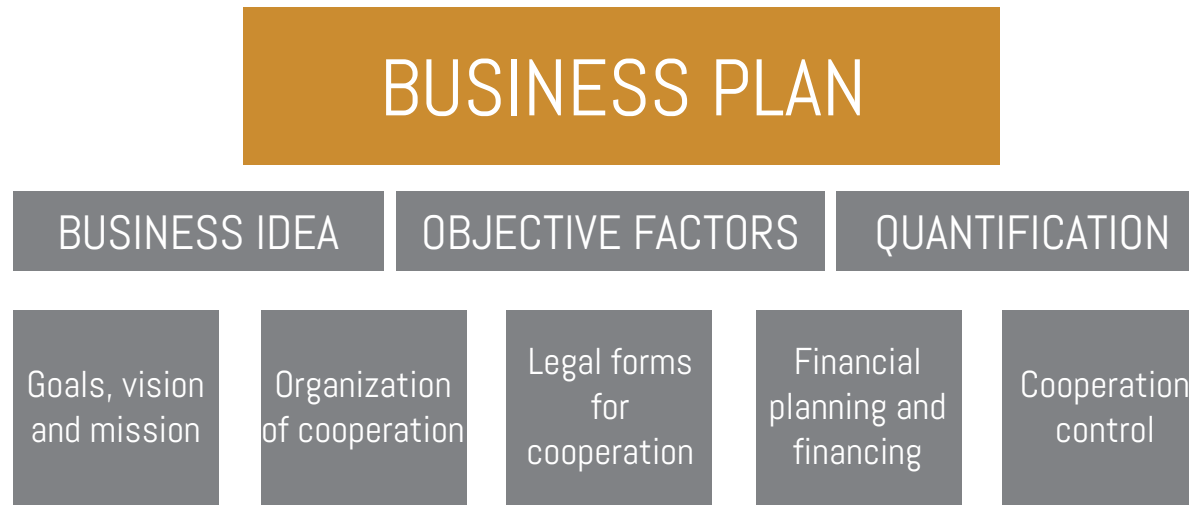 BUSINESS PLAN
BUSINESS IDEA
OBJECTIVE FACTORS
QUANTIFICATION
Goals, vision
and mission
Organization
of cooperation
Legal forms
for
cooperation
Financial
planning and
financing
Cooperation
control